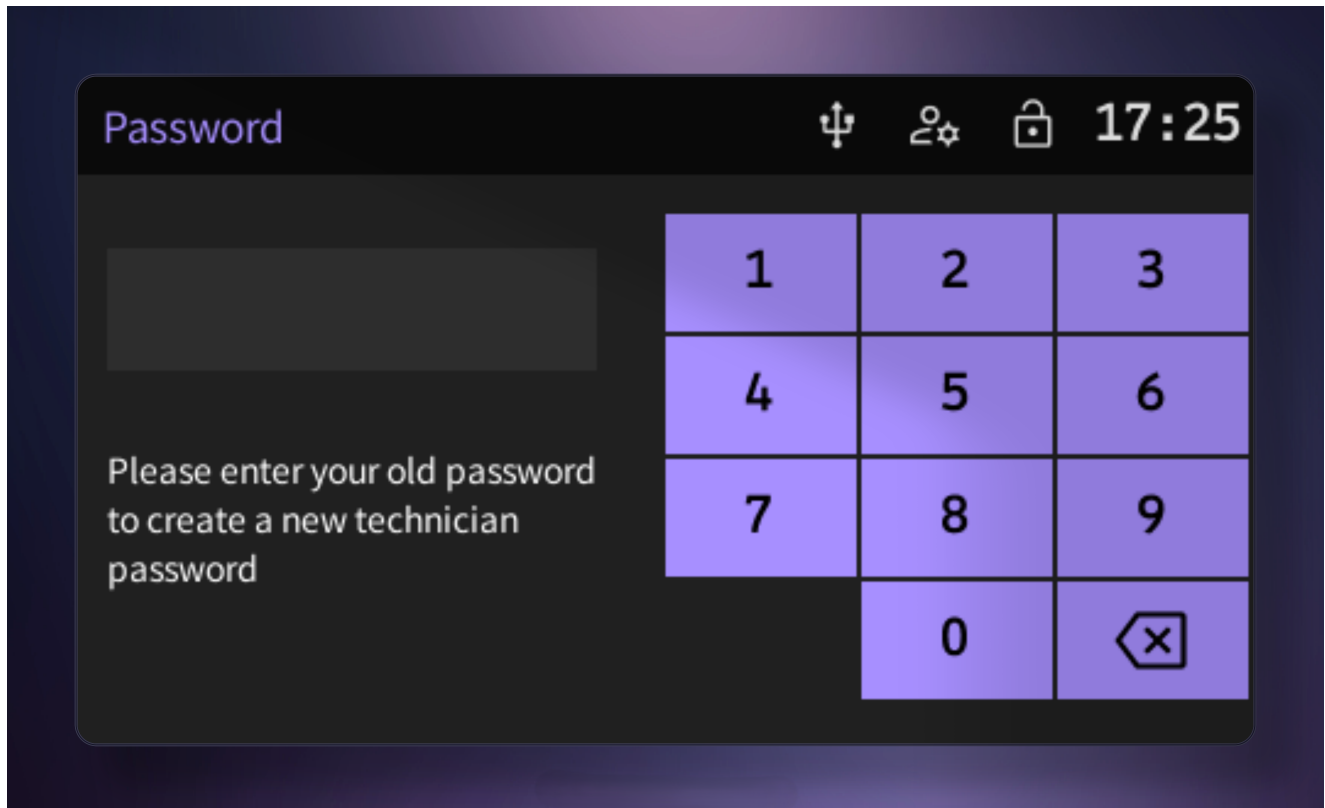 Password
17:25
1 2 3
4 5 6
7 8 9
0
Please enter your old password
to create a new technician
password